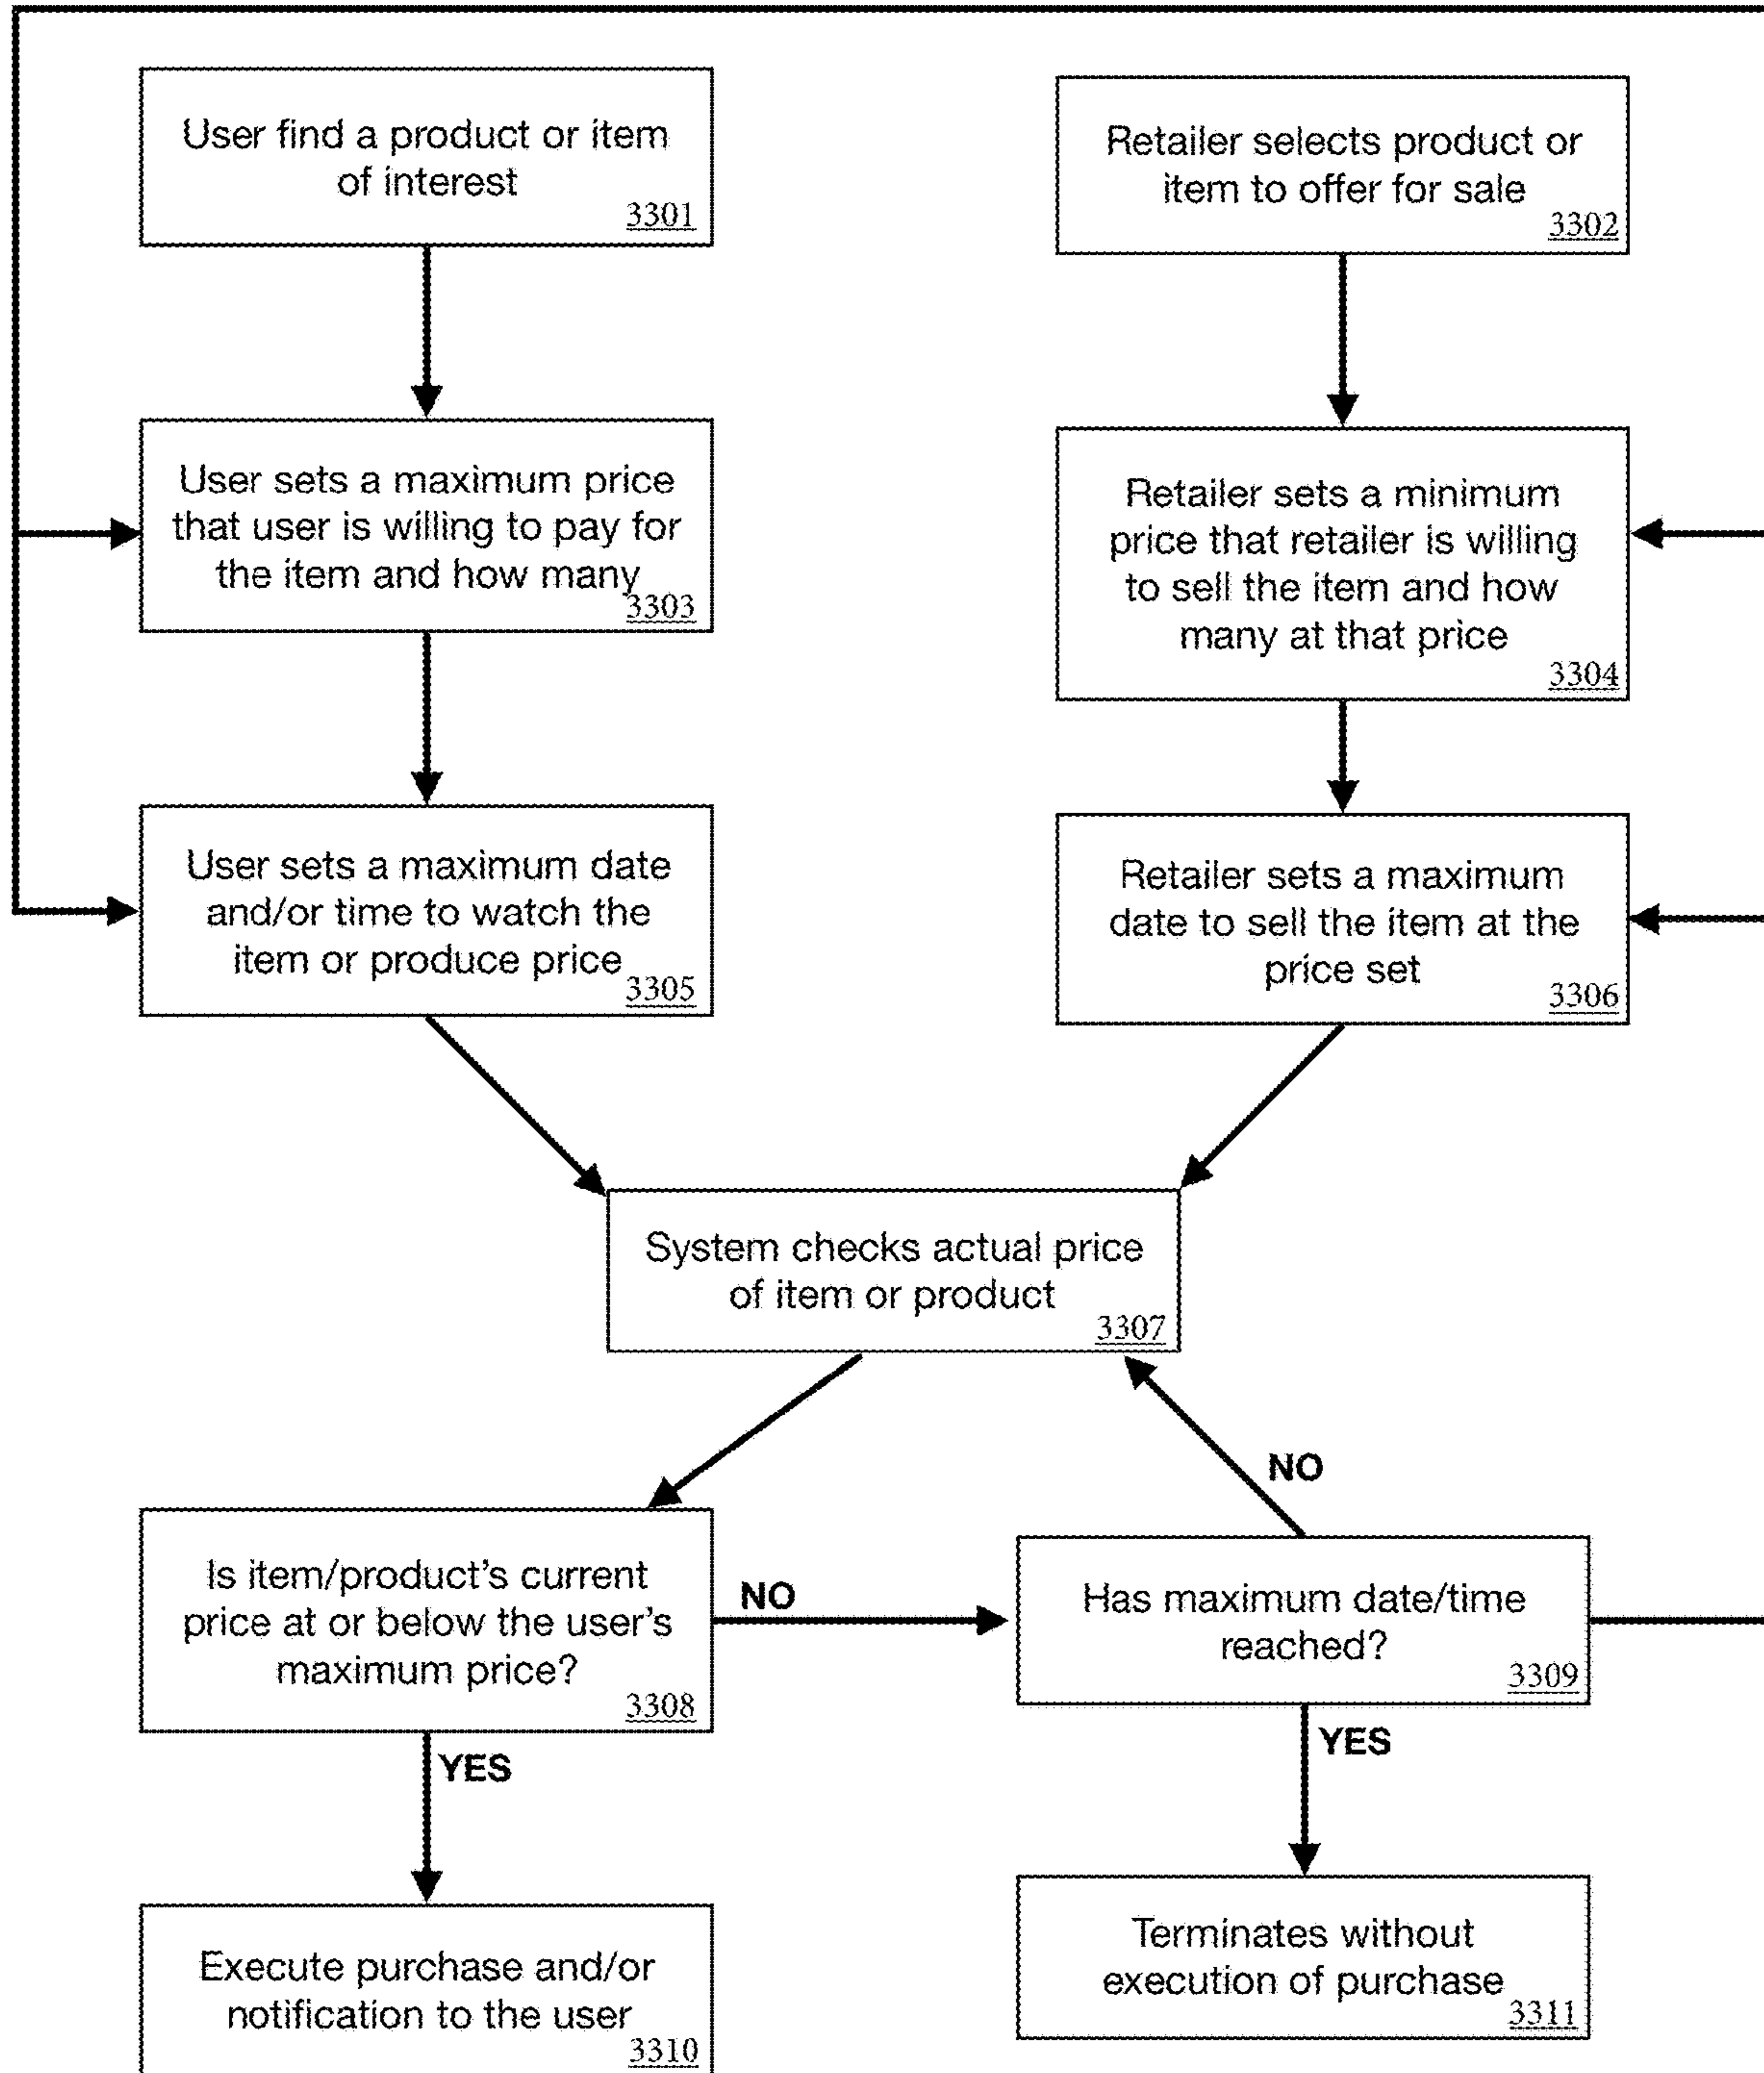 User find a product or item
of interest
3301
Retailer selects product or
item to offer for sale
3302
User sets a maximum price
that user is willing to pay for
the item and how many
3303
Retailer sets a minimum
price that retailer is willing
to sell the item and how
many at that price
3304
User sets a maximum date
and/or time to watch the
item or produce price
3305
Retailer sets a maximum
date to sell the item at the
price set
3306
System checks actual price
of item or product
3307
NO
Is item/product's current
price at or below the user's
maximum price?
3308
NO
Has maximum date/time
reached?
3309
YES
YES
Execute purchase and/or
notification to the user
3310
Terminates without
execution of purchase
3311